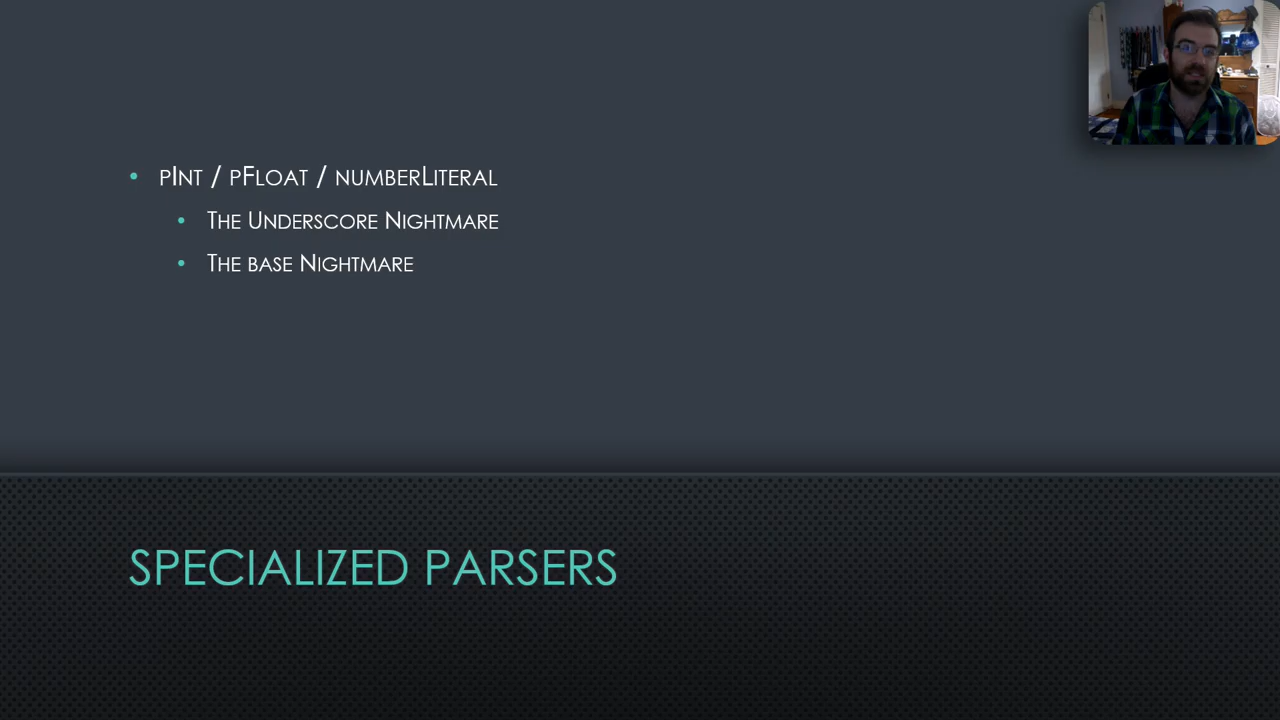 pInt / pFloat / numberLiteral
The Underscore Nightmare
The base Nightmare
SPECIALIZED PARSERS